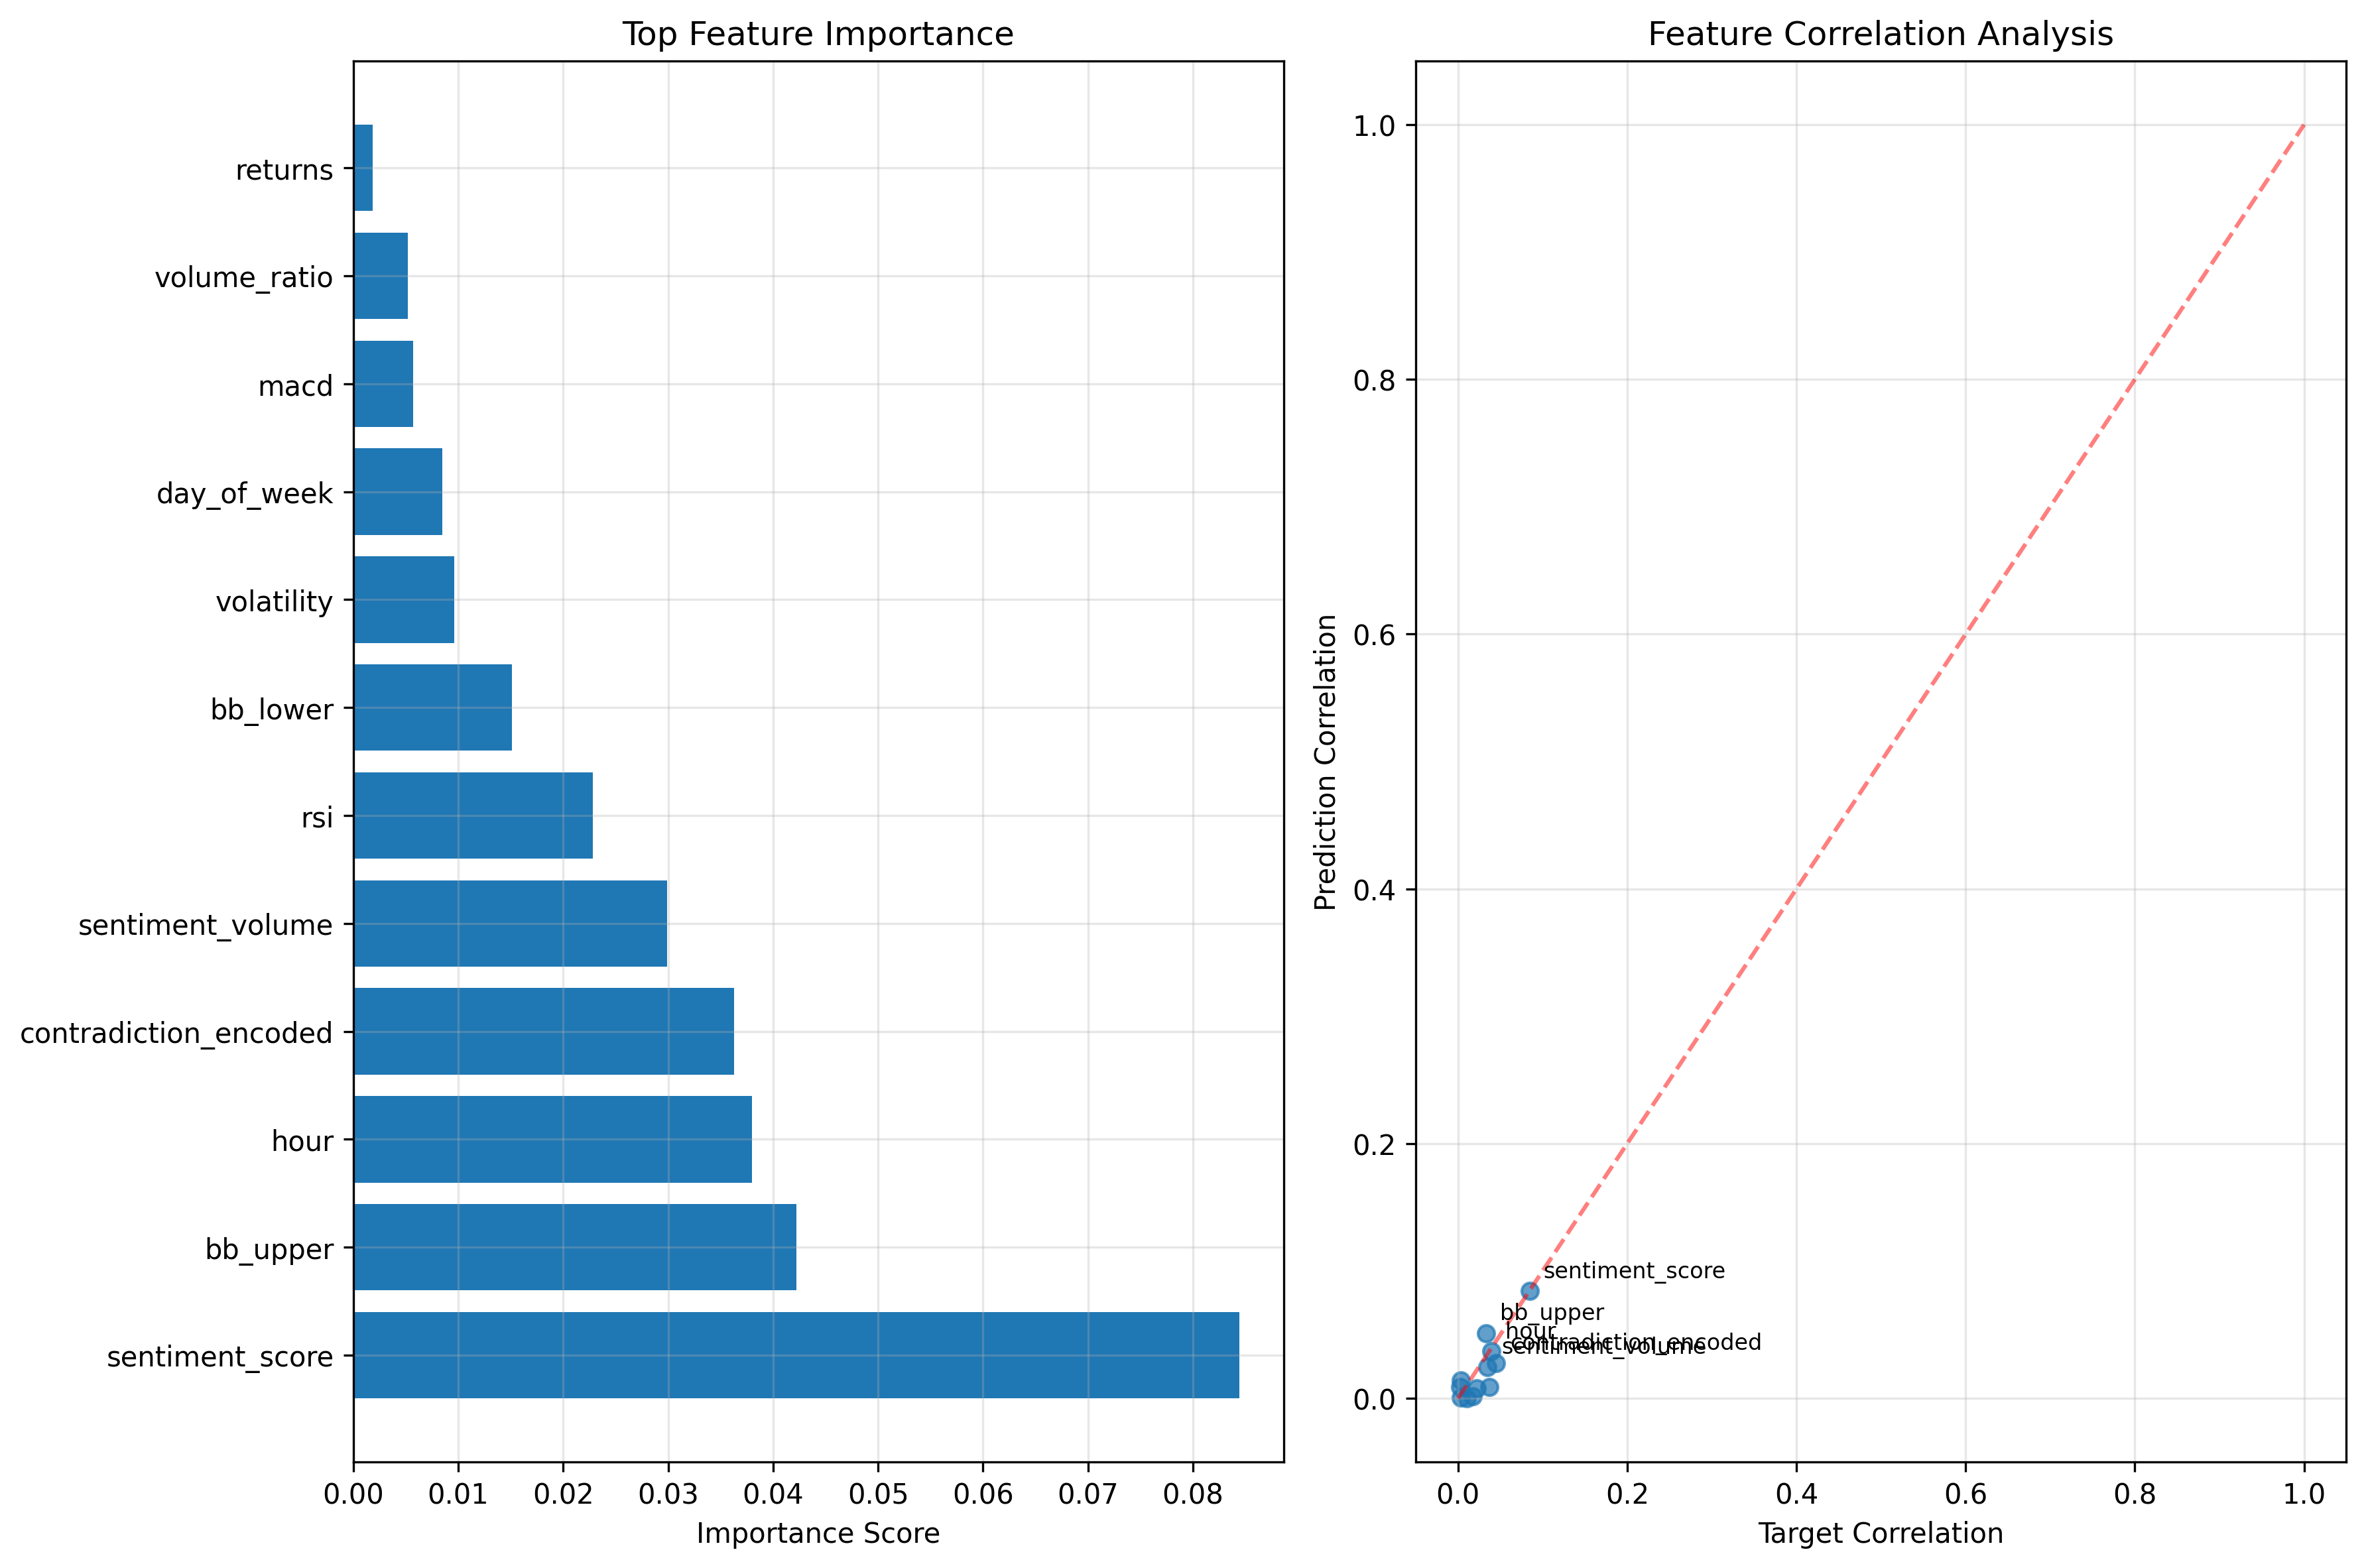 Top Feature Importance
returns
volume_ratio
macd
day_of_week
volatility
bb_lower
rsi
sentiment_volume
contradiction_encoded
hour
bb_upper
sentiment_score
0.00 0.01 0.02 0.03 0.04 0.05 0.06 0.07 0.08
Importance Score
Feature Correlation Analysis
Prediction Correlation
1.0
0.8
0.6
0.4
0.2
0.0
sentiment_score
bb_upper
hour
contradiction_encoded
sentiment_volume
0.0 0.2 0.4 0.6 0.8 1.0
Target Correlation